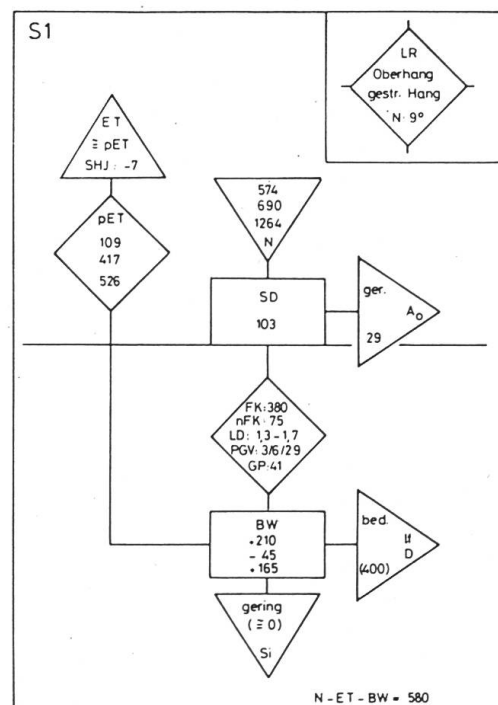 S1
LR
Oberhang
gestr. Hang
N: 9°
ET
≡ pET
SHJ: -7
pET
109
417
526
574
690
1264
N
SD
103
ger.
A₀
29
FK: 380
nFK: 75
LD: 1,3 - 1,7
PGV: 3/6/29
GP: 41
BW
+210
- 45
+165
bed.
D
(400)
gering
(≡ 0)
Si
N - ET - BW = 580